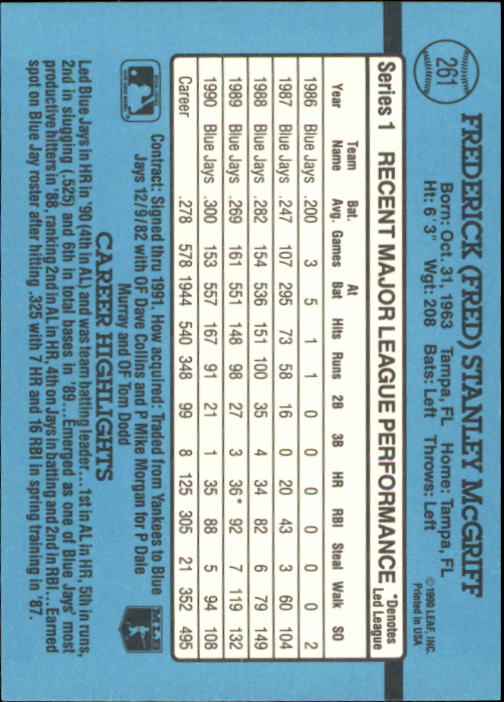 261
FREDERICK (FRED) STANLEY McGRIFF
Born: Oct. 31, 1963 Tampa, FL Home: Tampa, FL
Ht: 6' 3" Wgt: 208 Bats: Left Throws: Left
©1990 LEAF, INC.
Printed in USA
Series 1 RECENT MAJOR LEAGUE PERFORMANCE *Denotes Led League
Year Team Name Bat. Avg. Games At Bat Hits Runs 2B 3B HR RBI Steal Walk SO
1986 Blue Jays .200 3 5 1 1 0 0 0 0 0 0 2
1987 Blue Jays .247 107 295 73 58 16 0 20 43 3 60 104
1988 Blue Jays .282 154 536 151 100 35 4 34 82 6 79 149
1989 Blue Jays .269 161 551 148 98 27 3 36* 92 7 119 132
1990 Blue Jays .300 153 557 167 91 21 1 35 88 5 94 108
Career .278 578 1944 540 348 99 8 125 305 21 352 495
Contract: Signed thru 1991. How acquired: Traded from Yankees to Blue
Jays 12/9/82 with OF Dave Collins and P Mike Morgan for P Dale
Murray and OF Tom Dodd
MLB
CAREER HIGHLIGHTS
Led Blue Jays in HR in '90 (4th in AL) and was team batting leader...1st in AL in HR, 5th in runs,
2nd in slugging (.525) and 6th in total bases in '89...Emerged as one of Blue Jays' most
productive hitters in '88, ranking 2nd in AL in HR, 4th on Jays in batting and 2nd in RBI...Earned
spot on Blue Jay roster after hitting .325 with 7 HR and 16 RBI in spring training in '87.